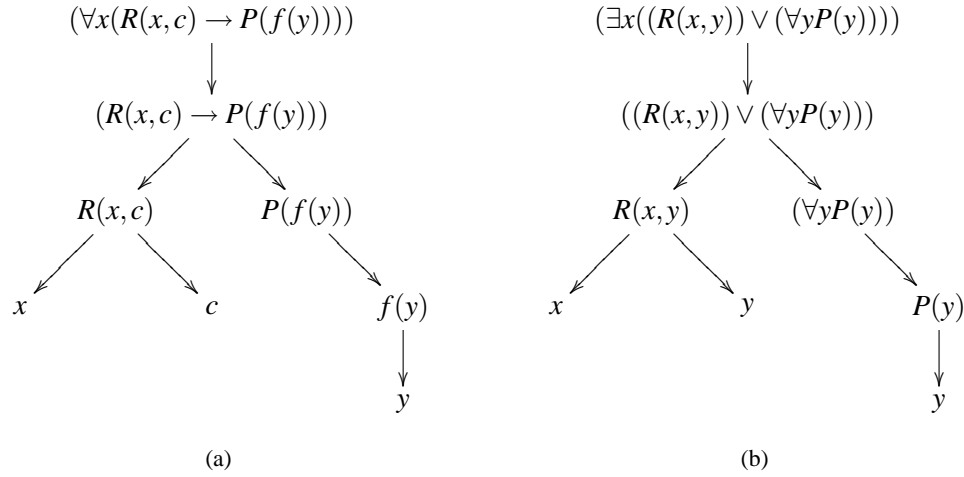 (∀x(R(x,c) → P(f(y))))
(R(x,c) → P(f(y)))
R(x,c) P(f(y))
x c f(y)
y
(a)
(∃x((R(x,y)) ∨ (∀yP(y))))
((R(x,y)) ∨ (∀yP(y)))
R(x,y) (∀yP(y))
x y P(y)
y
(b)